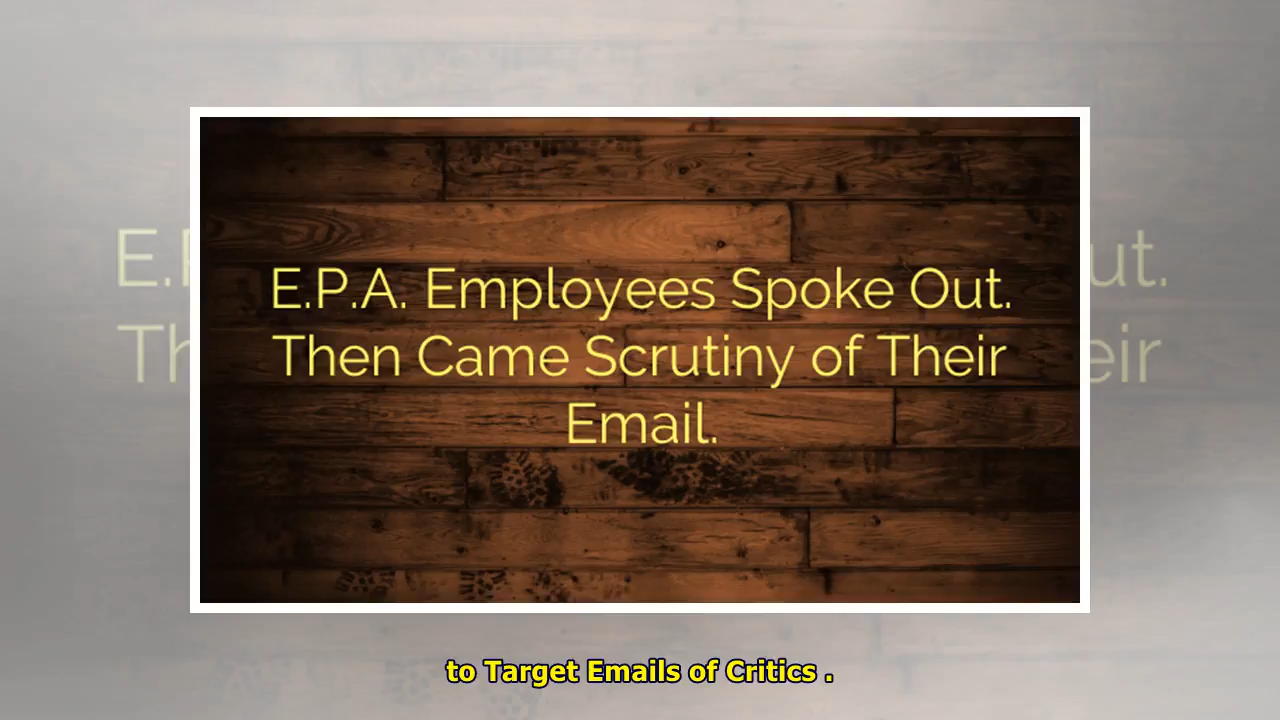 E.P.A. Employees Spoke Out.
Then Came Scrutiny of Their
Email.
to Target Emails of Critics .